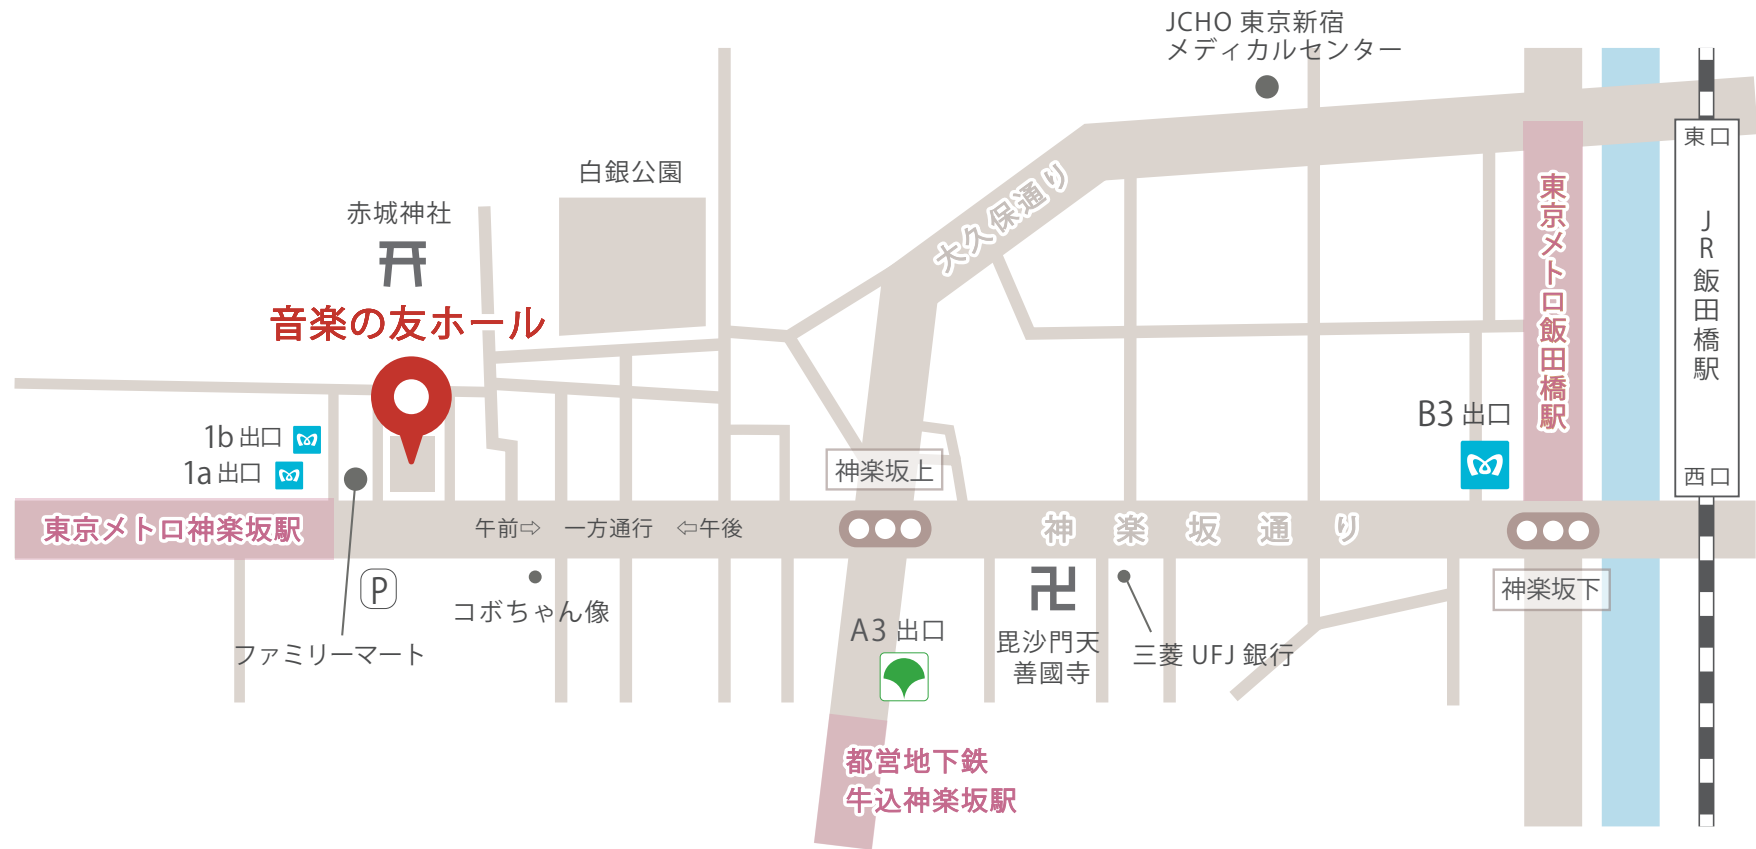 JCHO 東京新宿
メディカルセンター
東口
白銀公園
大久保通り
東京メトロ飯田橋駅
JR飯田橋駅
赤城神社
音楽の友ホール
B3 出口
1b 出口
1a 出口
神楽坂上
西口
東京メトロ神楽坂駅
午前⇨ 一方通行 ⇦午後
神楽坂通り
P
神楽坂下
コボちゃん像
A3 出口
毘沙門天
善國寺
三菱 UFJ 銀行
ファミリーマート
都営地下鉄
牛込神楽坂駅